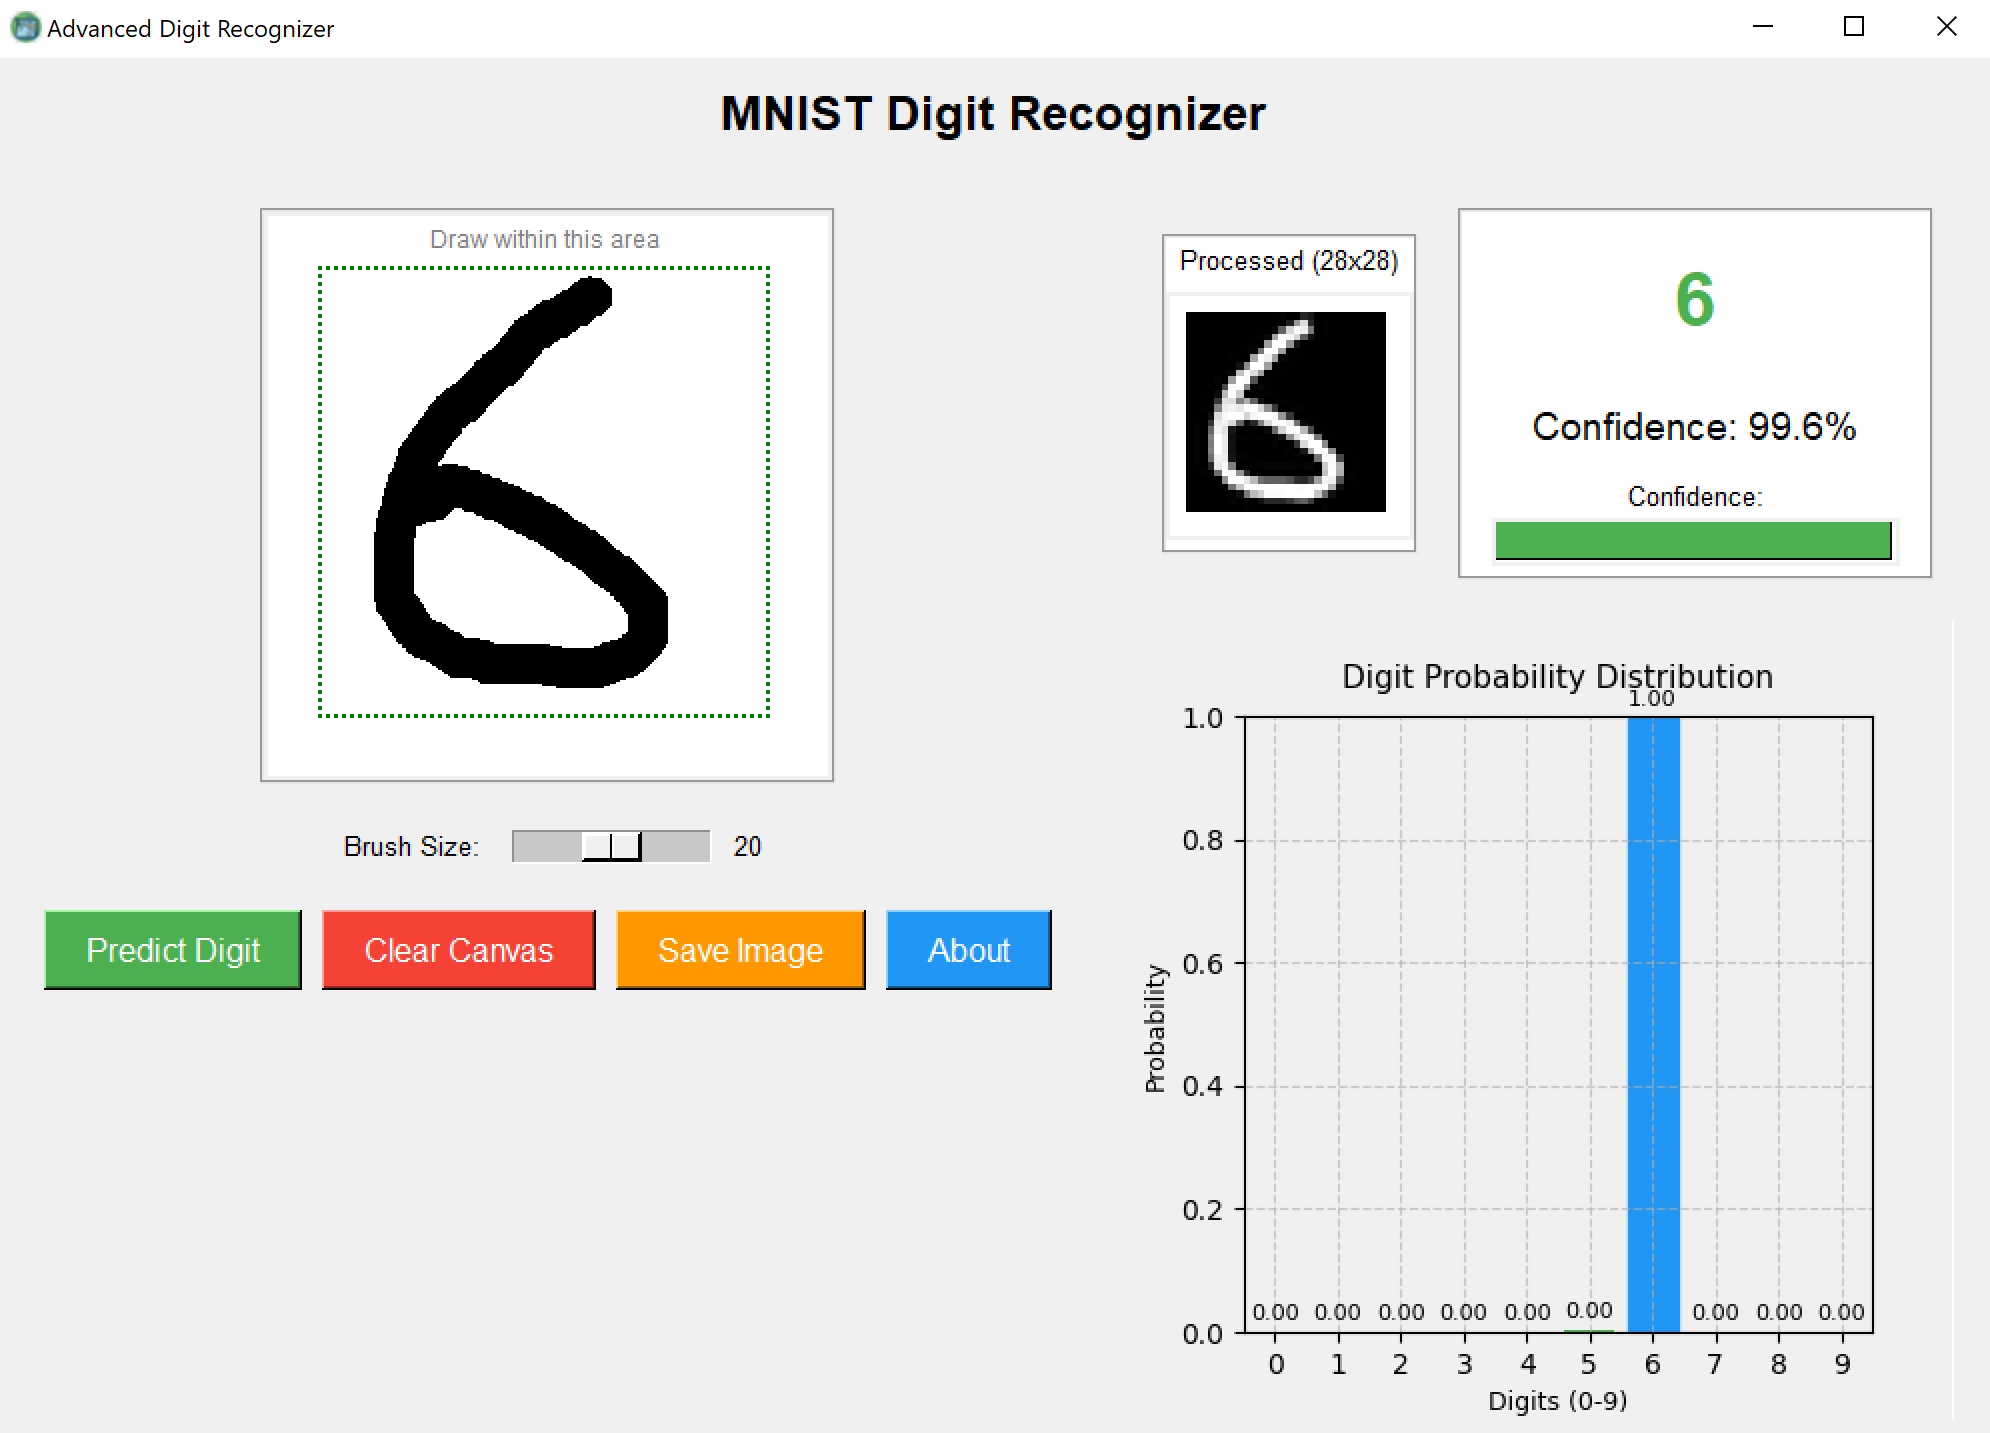 Advanced Digit Recognizer
MNIST Digit Recognizer
Draw within this area
6
Processed (28x28)
6
6
Confidence: 99.6%
Confidence:
Brush Size: 20
Predict Digit Clear Canvas Save Image About
Digit Probability Distribution
1.00
1.0
0.8
0.6
0.4
0.2
0.0
Probability
0.00 0.00 0.00 0.00 0.00 0.00 0.00 0.00 0.00
0 1 2 3 4 5 6 7 8 9
Digits (0-9)